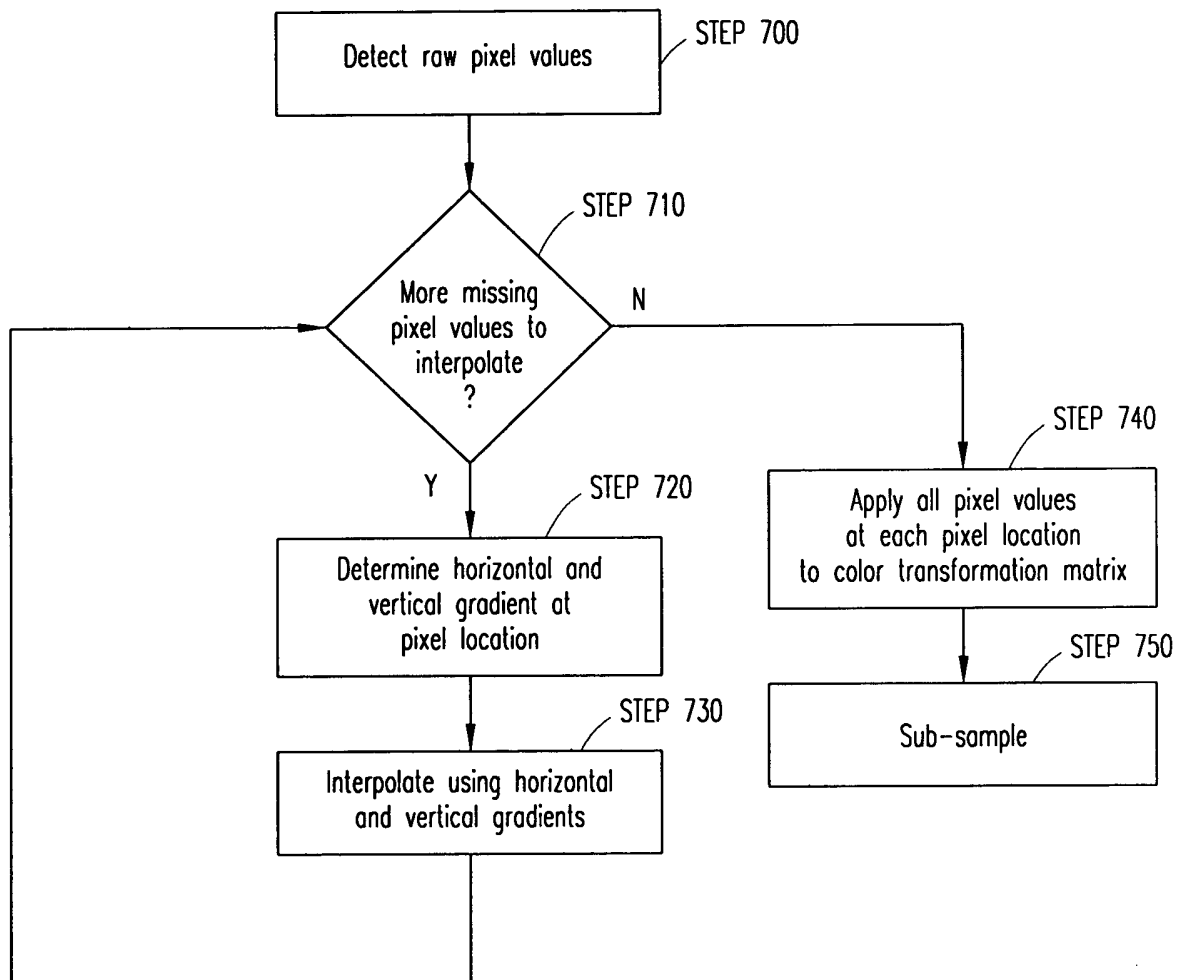 Detect raw pixel values
STEP 700
STEP 710
More missing
pixel values to
interpolate
?
N
Y
STEP 720
Determine horizontal and
vertical gradient at
pixel location
STEP 730
Interpolate using horizontal
and vertical gradients
STEP 740
Apply all pixel values
at each pixel location
to color transformation matrix
STEP 750
Sub-sample